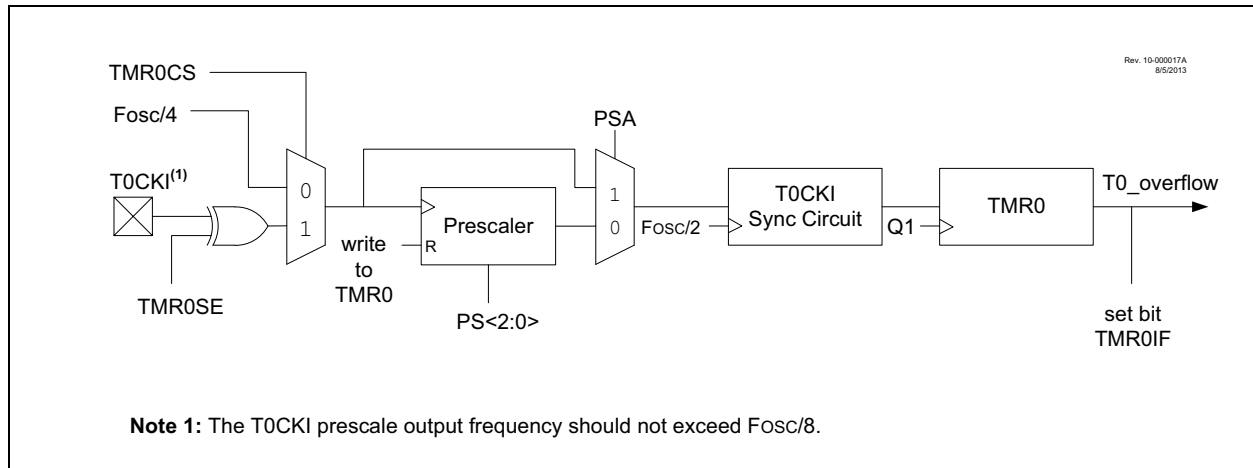 Rev. 10-000017A
8/5/2013
TMR0CS
Fosc/4
PSA
T0CKI(1)
0
1
Prescaler
R
write
to
TMR0
1
0
FOSC/2
T0CKI
Sync Circuit
Q1
TMR0
T0_overflow
TMR0SE
PS<2:0>
set bit
TMR0IF
Note 1: The T0CKI prescale output frequency should not exceed FOSC/8.